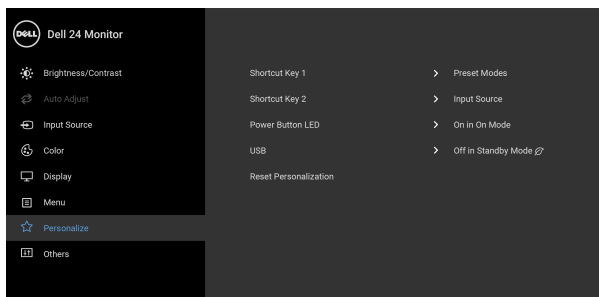 DELL Dell 24 Monitor
Brightness/Contrast
Auto Adjust
Input Source
Color
Display
Menu
Personalize
Others
Shortcut Key 1 > Preset Modes
Shortcut Key 2 > Input Source
Power Button LED > On in On Mode
USB > Off in Standby Mode
Reset Personalization